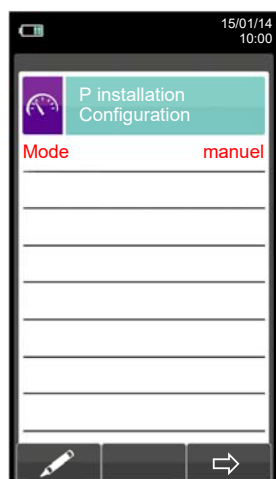 15/01/14
10:00
P installation
Configuration
Mode manuel